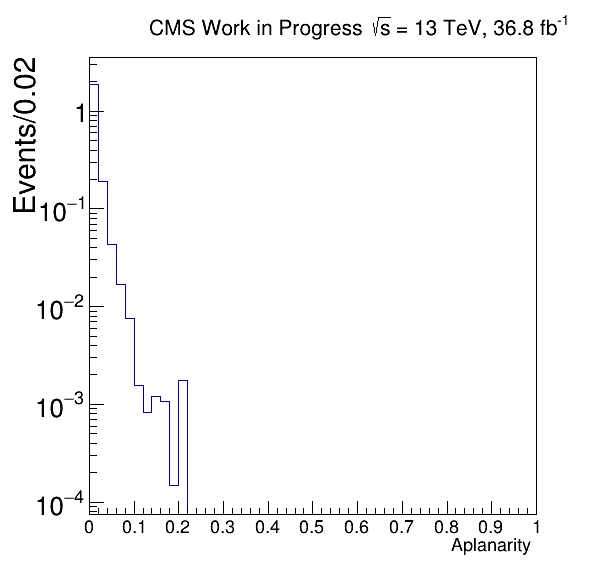 CMS Work in Progress √s = 13 TeV, 36.8 fb⁻¹
Events/0.02
1
10⁻¹
10⁻²
10⁻³
10⁻⁴
0 0.1 0.2 0.3 0.4 0.5 0.6 0.7 0.8 0.9 1
Aplanarity